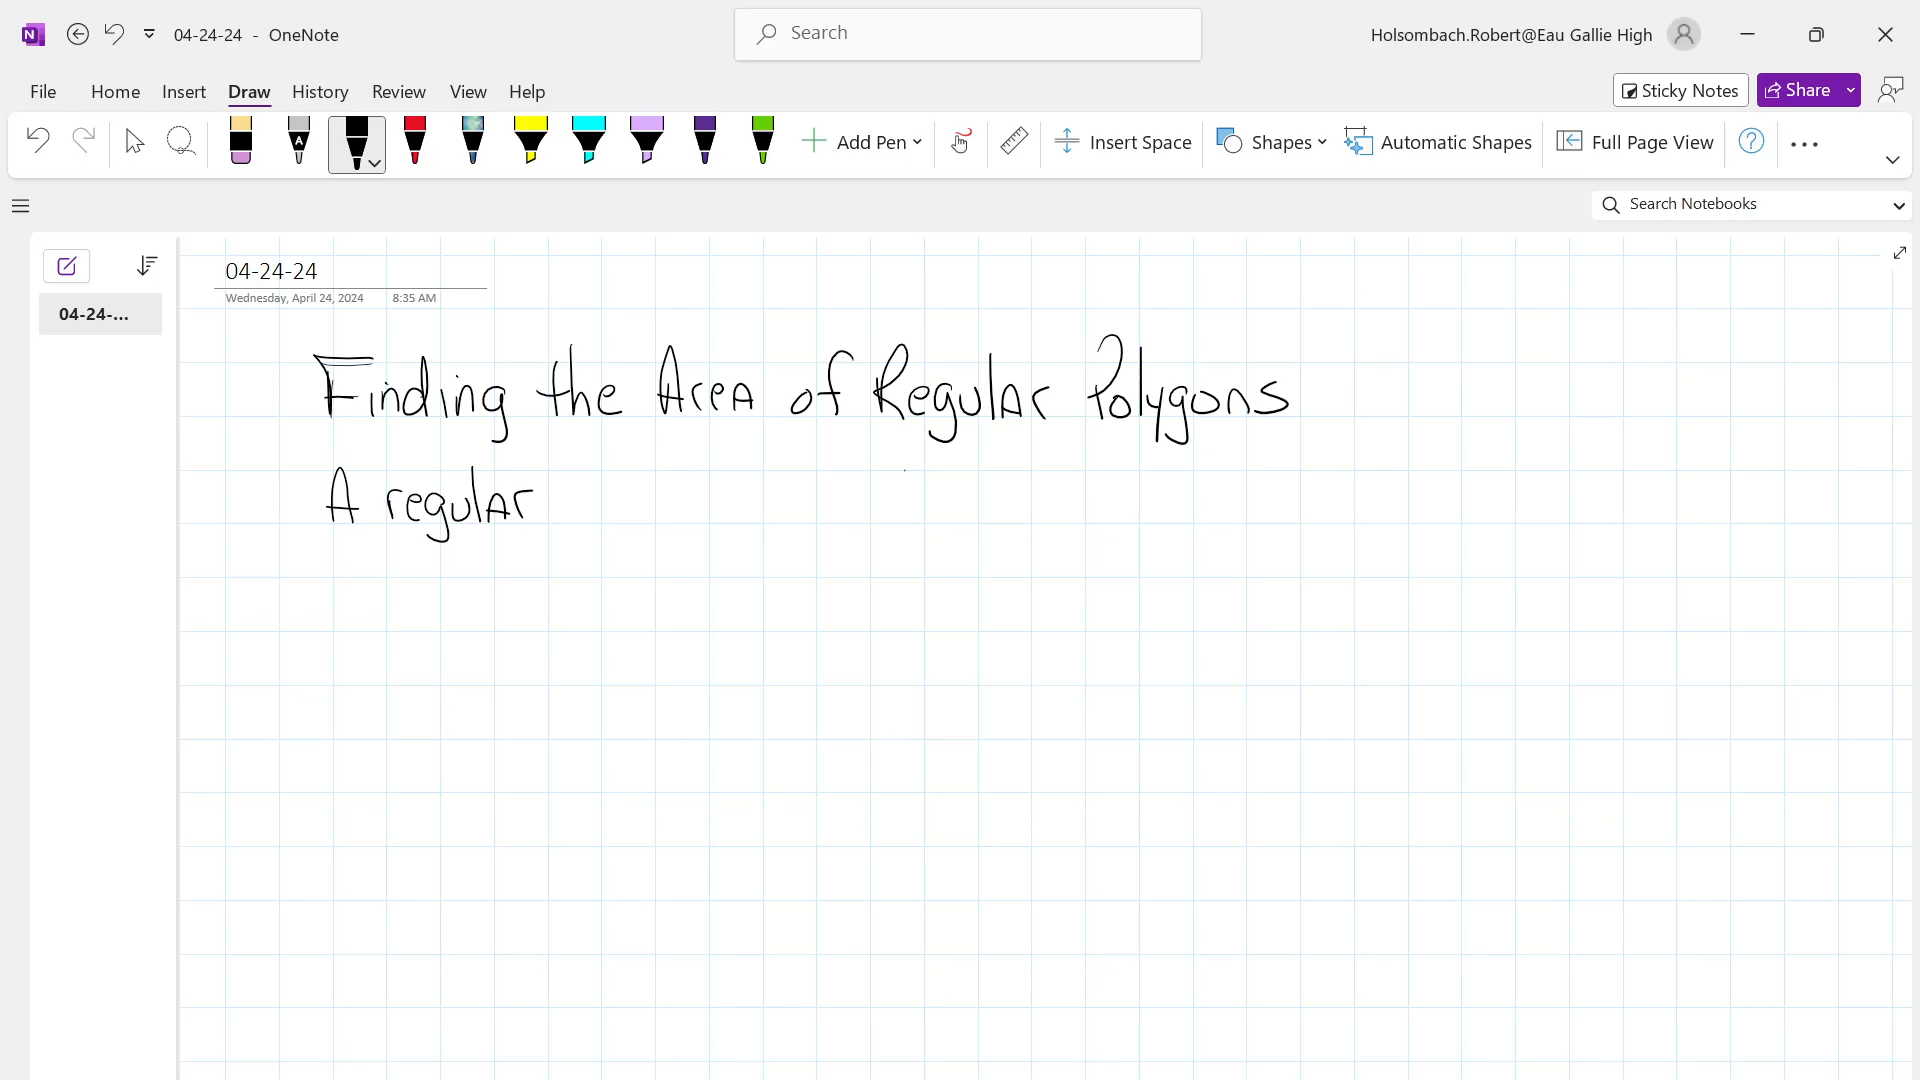 04-24-24 - OneNote
Search
Holsombach.Robert@Eau Gallie High
File Home Insert Draw History Review View Help
Sticky Notes Share
A Add Pen Insert Space Shapes Automatic Shapes Full Page View
Search Notebooks
04-24-24
04-24-...
Wednesday, April 24, 2024 8:35 AM
Finding the Area of Regular Polygons
A regular